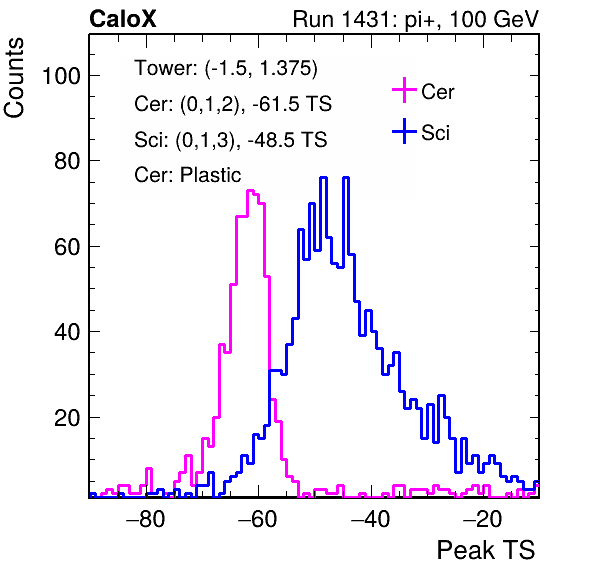 CaloX Run 1431: pi+, 100 GeV
Counts
Tower: (-1.5, 1.375)
Cer: (0,1,2), -61.5 TS
Sci: (0,1,3), -48.5 TS
Cer: Plastic
Cer
Sci
100
80
60
40
20
−80 −60 −40 −20
Peak TS